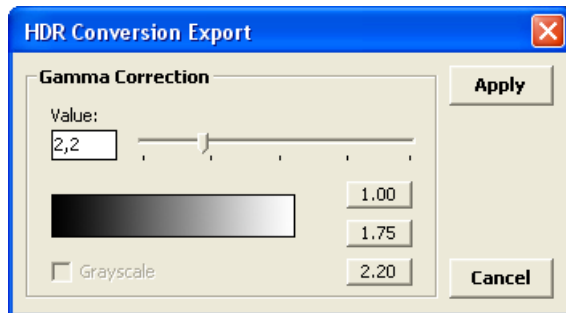 HDR Conversion Export
Gamma Correction
Value:
2,2
1.00
1.75
2.20
Grayscale
Apply
Cancel